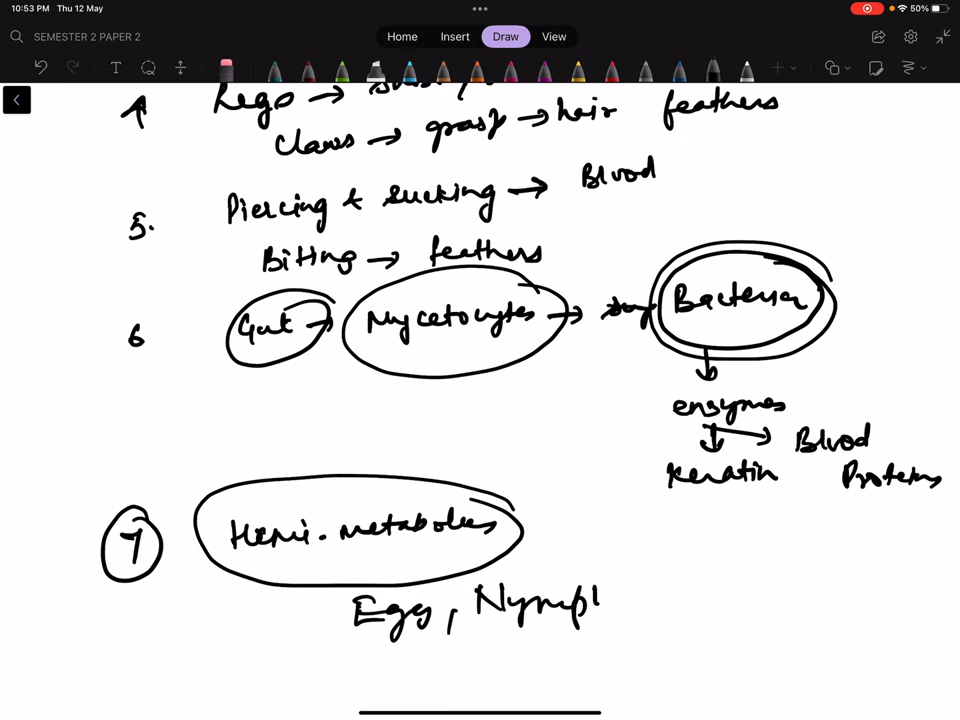 10:53 PM Thu 12 May
50%
SEMESTER 2 PAPER 2
Home Insert Draw View
4 Legs →
Claws → grasp → hair feathers
5. Piercing & Sucking → Blood
Bitting → feathers
6 Gut → Mycetocytes → Bacteria
↓
enzymes
↓ → Blood
Keratin Proteins
7 Hemi-metabolus
Eggs, Nymph